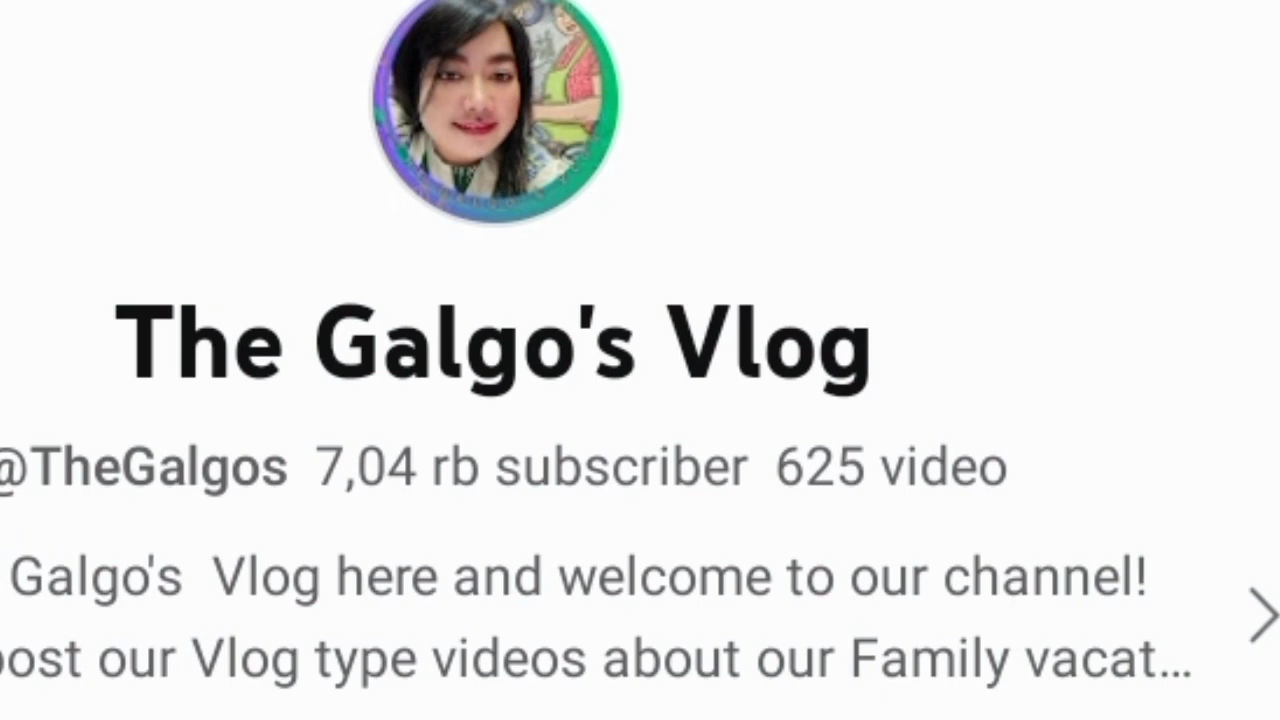 The Galgo's Vlog
@TheGalgos 7,04 rb subscriber 625 video
Galgo's Vlog here and welcome to our channel!
post our Vlog type videos about our Family vacat...